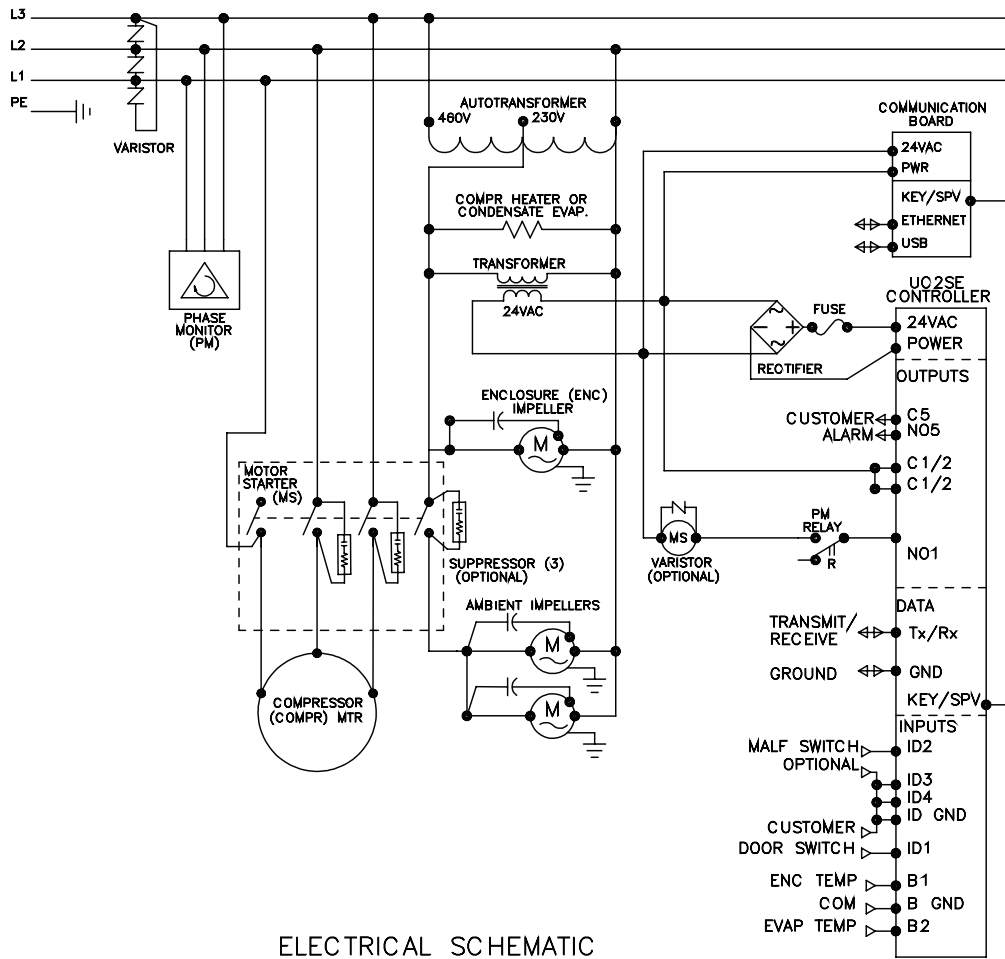 L3
L2
L1
PE
VARISTOR
AUTOTRANSFORMER
460V
230V
COMMUNICATION
BOARD
24VAC
PWR
KEY/SPV
ETHERNET
USB
COMPR HEATER OR
CONDENSATE EVAP.
TRANSFORMER
24VAC
PHASE
MONITOR
(PM)
UC2SE
CONTROLLER
FUSE
24VAC
POWER
RECTIFIER
OUTPUTS
ENCLOSURE (ENC)
IMPELLER
M
CUSTOMER
ALARM
C5
NO5
C1/2
C1/2
MOTOR
STARTER
(MS)
PM
RELAY
MS
R
NO1
VARISTOR
(OPTIONAL)
SUPPRESSOR (3)
(OPTIONAL)
AMBIENT IMPELLERS
M
M
DATA
TRANSMIT/
RECEIVE
Tx/Rx
GROUND
GND
KEY/SPV
COMPRESSOR
(COMPR) MTR
INPUTS
MALF SWITCH
OPTIONAL
ID2
ID3
ID4
ID GND
CUSTOMER
DOOR SWITCH
ID1
ENC TEMP
B1
COM
B GND
EVAP TEMP
B2
ELECTRICAL SCHEMATIC